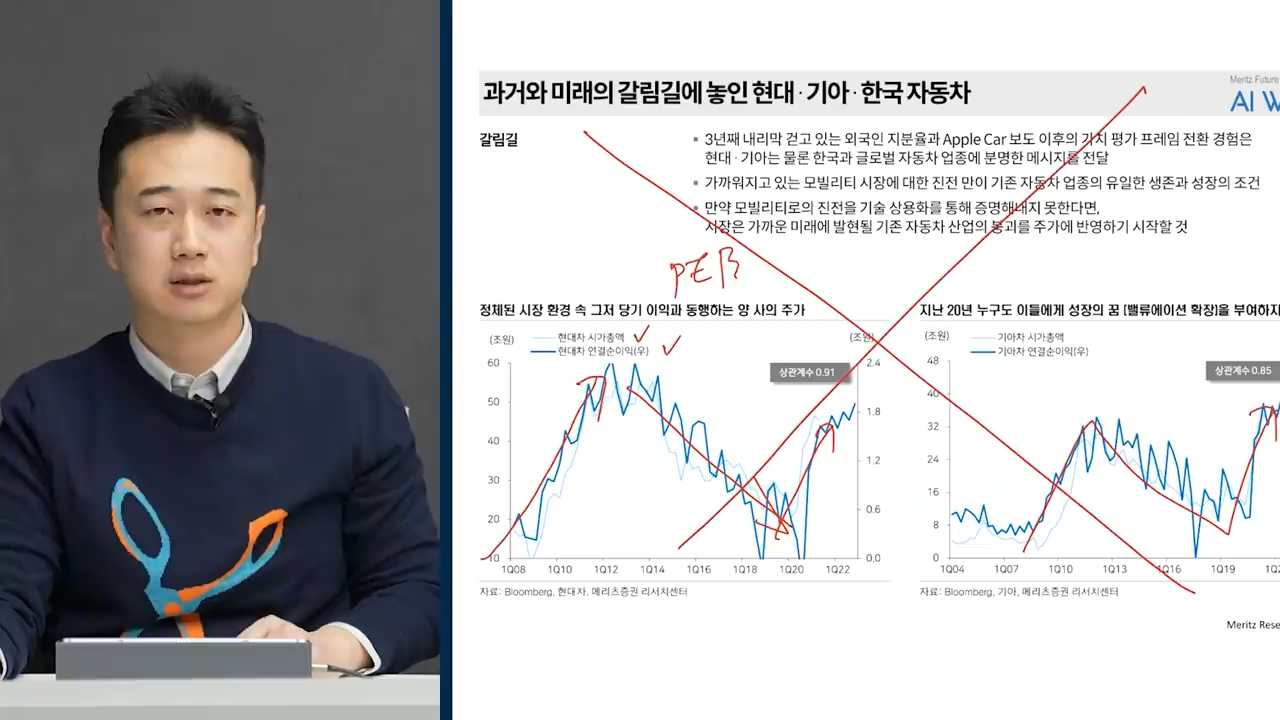 과거와 미래의 갈림길에 놓인 현대·기아·한국 자동차
Meritz Future
AI W
갈림길
▪ 3년째 내리막 걷고 있는 외국인 지분율과 Apple Car 보도 이후의 가치 평가 프레임 전환 경험은
현대·기아는 물론 한국과 글로벌 자동차 업종에 분명한 메시지를 전달
▪ 가까워지고 있는 모빌리티 시장에 대한 진전 만이 기존 자동차 업종의 유일한 생존과 성장의 조건
▪ 만약 모빌리티로의 진전을 기술 상용화를 통해 증명해내지 못한다면,
시장은 가까운 미래에 발현될 기존 자동차 산업의 붕괴를 주가에 반영하기 시작할 것
정체된 시장 환경 속 그저 당기 이익과 동행하는 양 사의 주가
(조원)
현대차 시가총액
현대차 연결순이익(우)
(조원)
상관계수 0.91
60
50
40
30
20
10
2.4
1.8
1.2
0.6
0.0
1Q08 1Q10 1Q12 1Q14 1Q16 1Q18 1Q20 1Q22
자료: Bloomberg, 현대차, 메리츠증권 리서치센터
지난 20년 누구도 이들에게 성장의 꿈 (밸류에이션 확장)을 부여하지
(조원)
기아차 시가총액
기아차 연결순이익(우)
상관계수 0.85
48
40
32
24
16
8
0
1Q04 1Q07 1Q10 1Q13 1Q16 1Q19
자료: Bloomberg, 기아, 메리츠증권 리서치센터
Meritz Rese